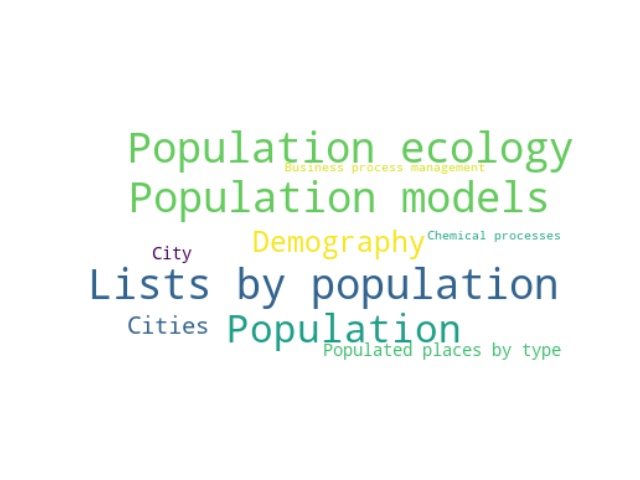 Population ecology
Business process management
Population models
Demography
Chemical processes
City
Lists by population
Cities
Population
Populated places by type